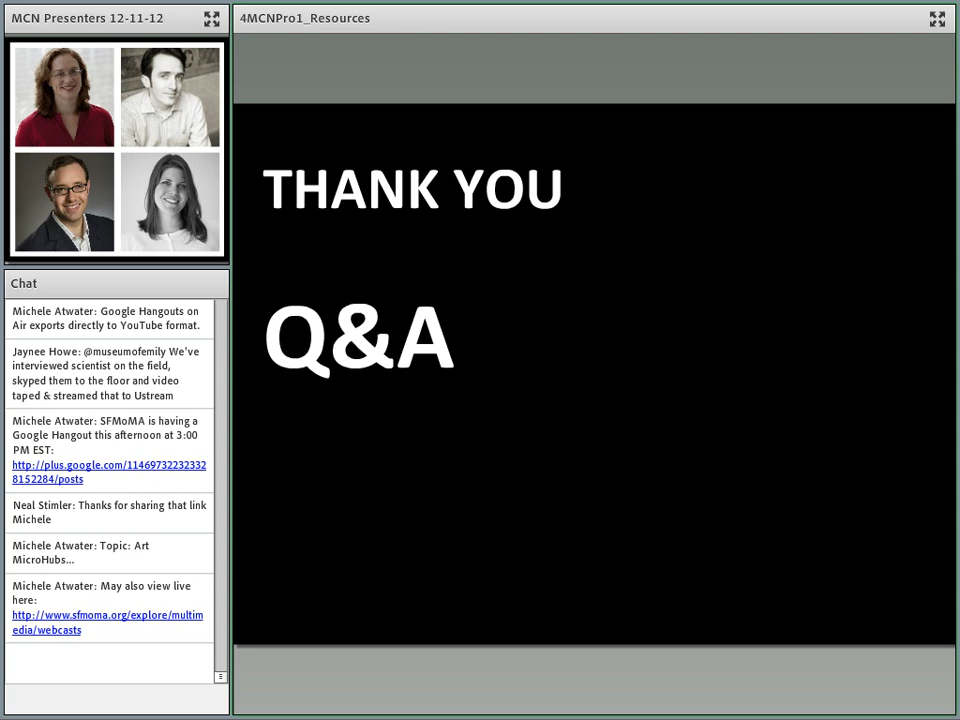 MCN Presenters 12-11-12
4MCNPro1_Resources
THANK YOU
Q&A
Chat
Michele Atwater: Google Hangouts on
Air exports directly to YouTube format.
Jaynee Howe: @museumofemily We've
interviewed scientist on the field,
skyped them to the floor and video
taped & streamed that to Ustream
Michele Atwater: SFMoMA is having a
Google Hangout this afternoon at 3:00
PM EST:
http://plus.google.com/11469732232332
8152284/posts
Neal Stimler: Thanks for sharing that link
Michele
Michele Atwater: Topic: Art
MicroHubs...
Michele Atwater: May also view live
here:
http://www.sfmoma.org/explore/multim
edia/webcasts